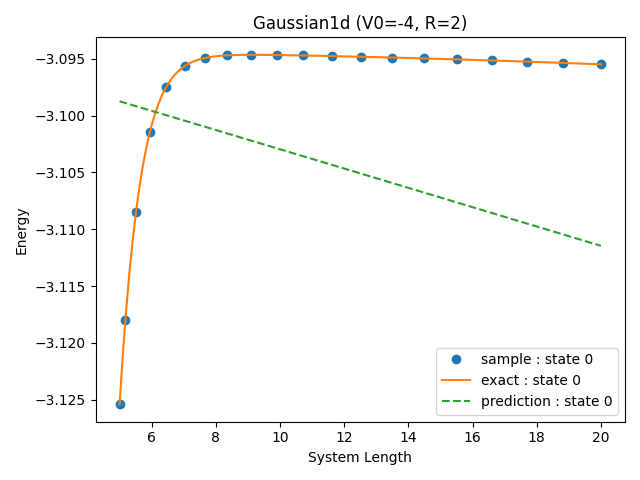 Gaussian1d (V0=-4, R=2)
−3.095
−3.100
−3.105
−3.110
−3.115
−3.120
−3.125
Energy
sample : state 0
exact : state 0
prediction : state 0
6 8 10 12 14 16 18 20
System Length